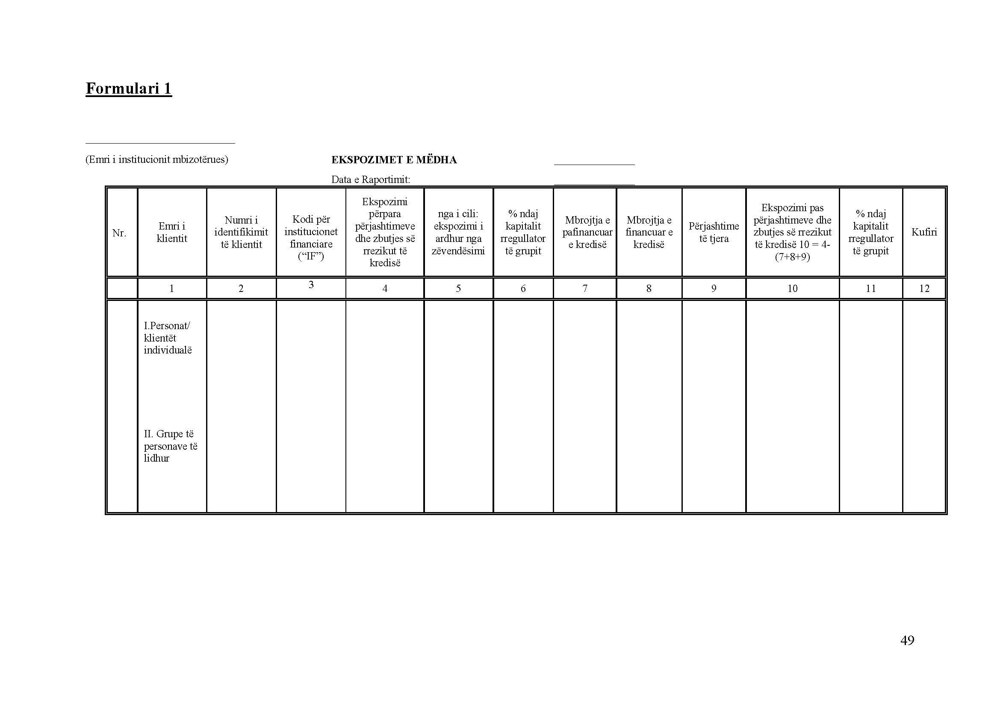 Formulari 1
(Emri i institucionit mbizotërues)
EKSPOZIMET E MËDHA
Data e Raportimit:
Nr.
Emri i
klientit
Numri i
identifikimit
të klientit
Kodi për
institucionet
financiare
(“IF”)
Ekspozimi
përpara
përjashtimeve
dhe zbutjes së
rrezikut të
kredisë
nga i cili:
ekspozimi i
ardhur nga
zëvendësimi
% ndaj
kapitalit
rregullator
të grupit
Mbrojtja e
pafinancuar
e kredisë
Mbrojtja e
financuar e
kredisë
Përjashtime
të tjera
Ekspozimi pas
përjashtimeve dhe
zbutjes së rrezikut
të kredisë 10 = 4-
(7+8+9)
% ndaj
kapitalit
rregullator
të grupit
Kufiri
1 2 3 4 5 6 7 8 9 10 11 12
I.Personat/
klientët
individualë
II. Grupe të
personave të
lidhur
49